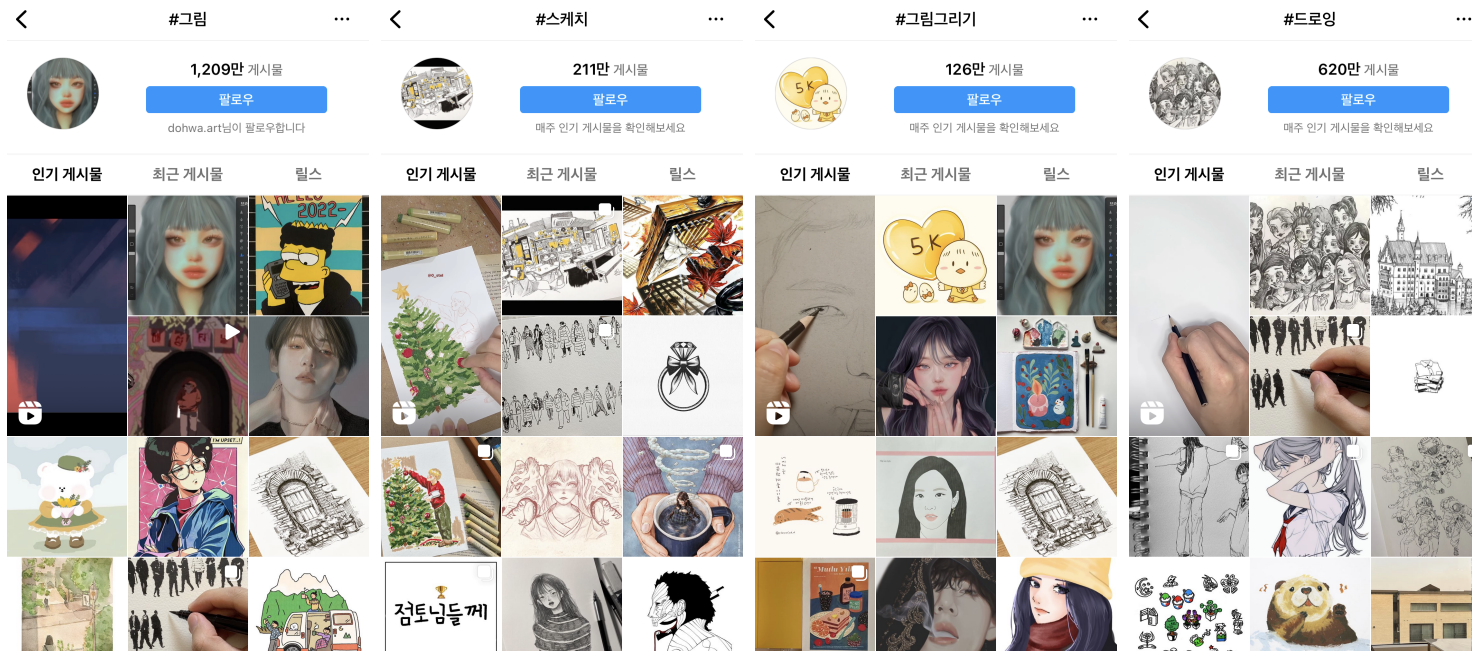 #그림
1,209만 게시물
팔로우
dohwa.art님이 팔로우합니다
인기 게시물 최근 게시물 릴스
HELLO
2022-
I'M UPSET..!
#스케치
211만 게시물
팔로우
매주 인기 게시물을 확인해보세요
인기 게시물 최근 게시물 릴스
점토님들께
#그림그리기
126만 게시물
팔로우
매주 인기 게시물을 확인해보세요
인기 게시물 최근 게시물 릴스
5K
#드로잉
620만 게시물
팔로우
매주 인기 게시물을 확인해보세요
인기 게시물 최근 게시물 릴스